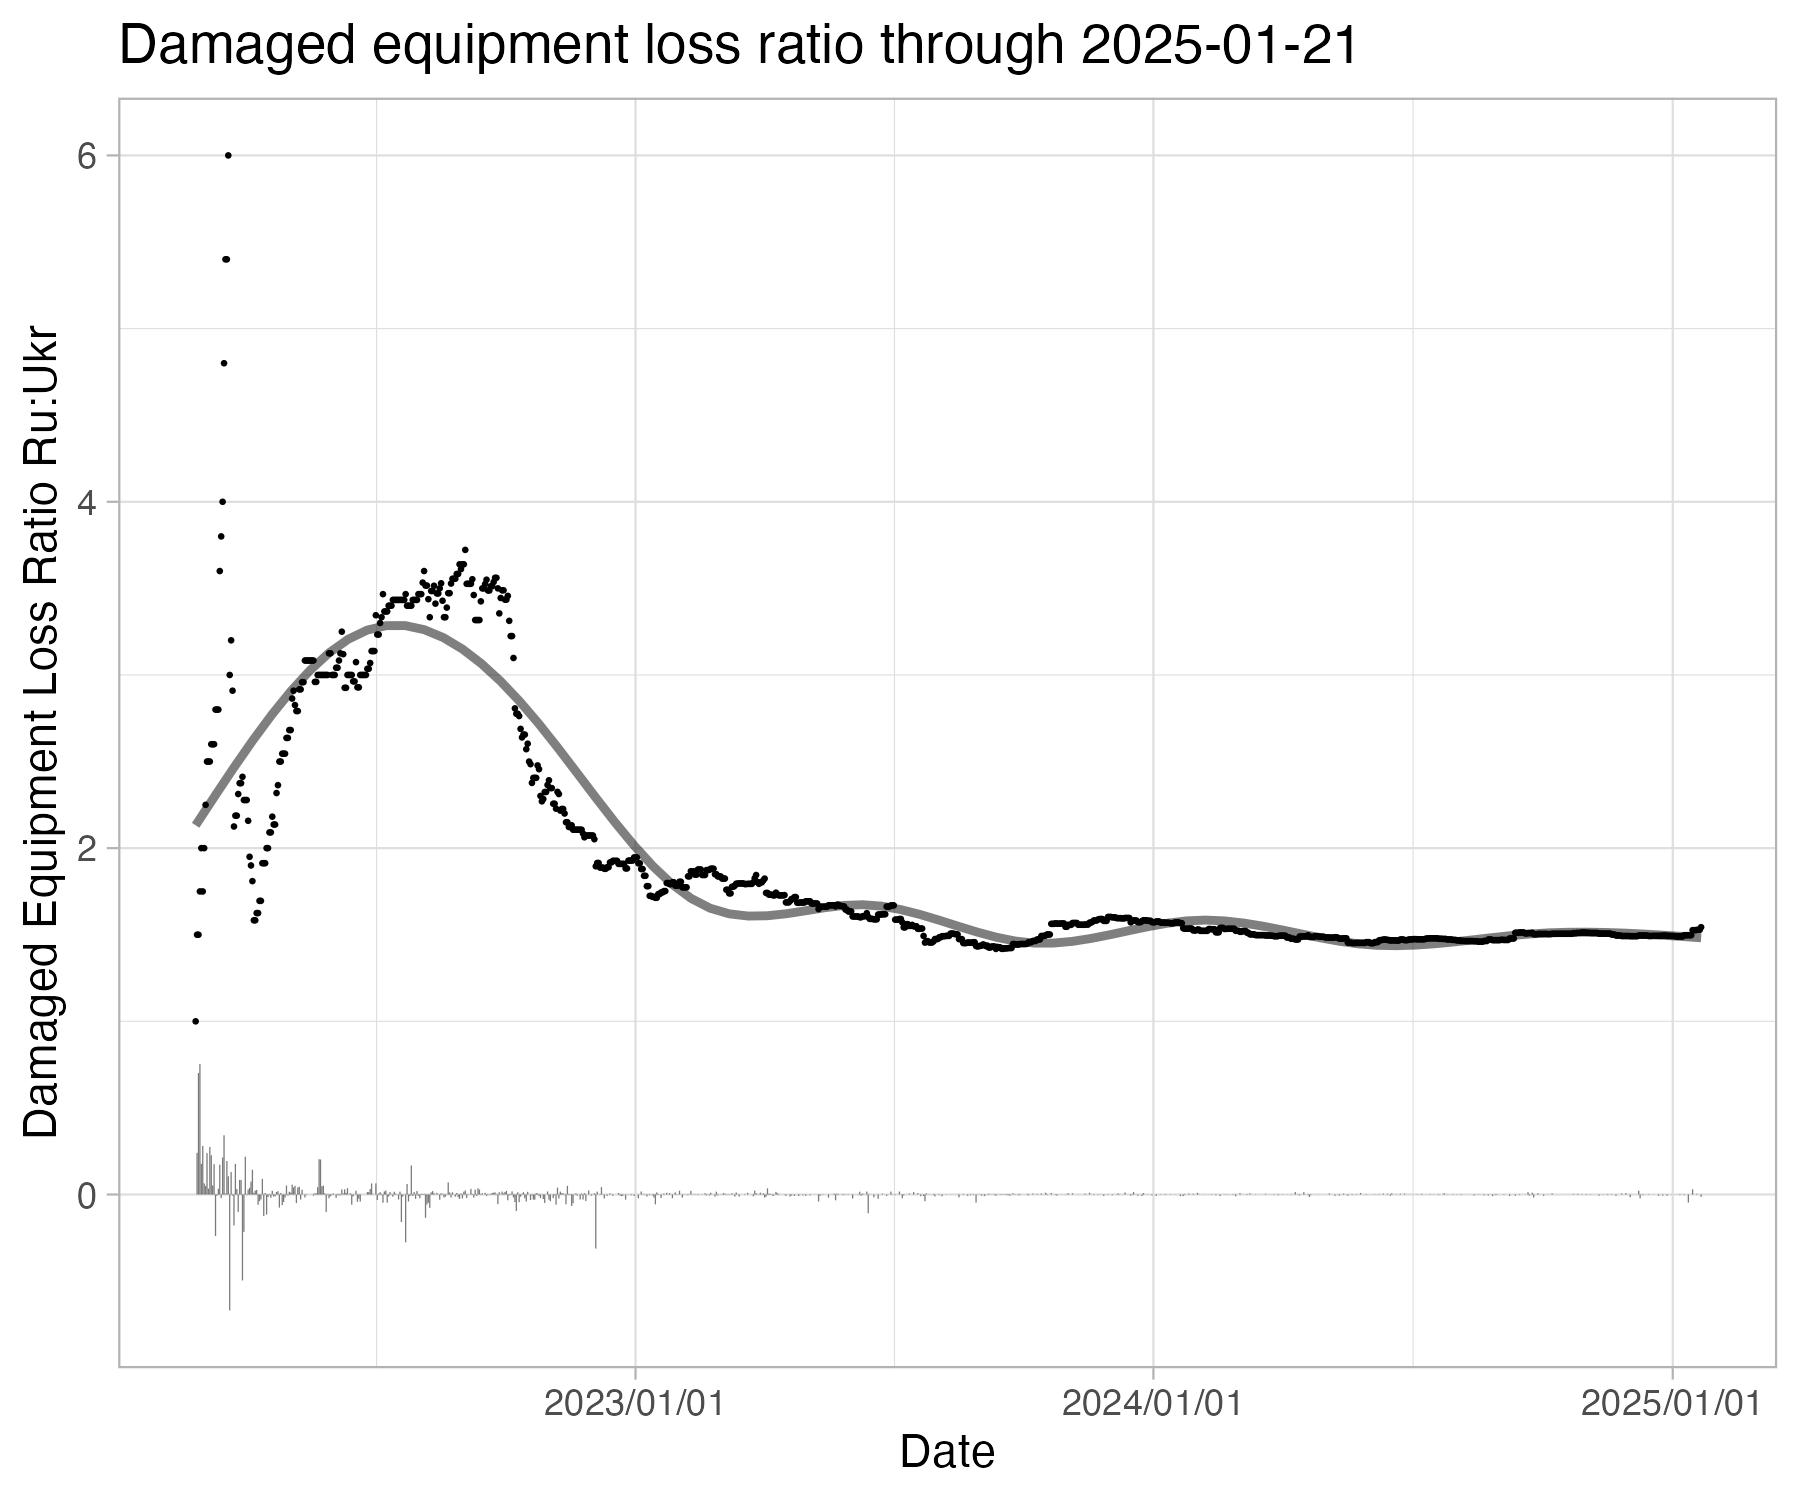 Damaged equipment loss ratio through 2025-01-21
Damaged Equipment Loss Ratio Ru:Ukr
6
4
2
0
2023/01/01
2024/01/01
2025/01/01
Date